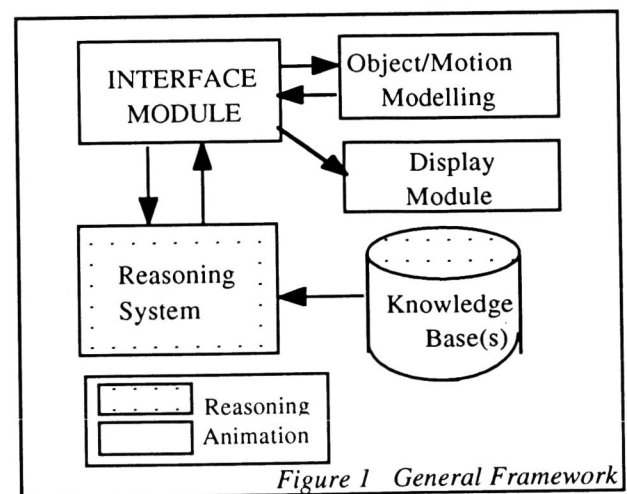 INTERFACE
MODULE
Object/Motion
Modelling
Display
Module
Reasoning
System
Knowledge
Base(s)
Reasoning
Animation
Figure 1 General Framework